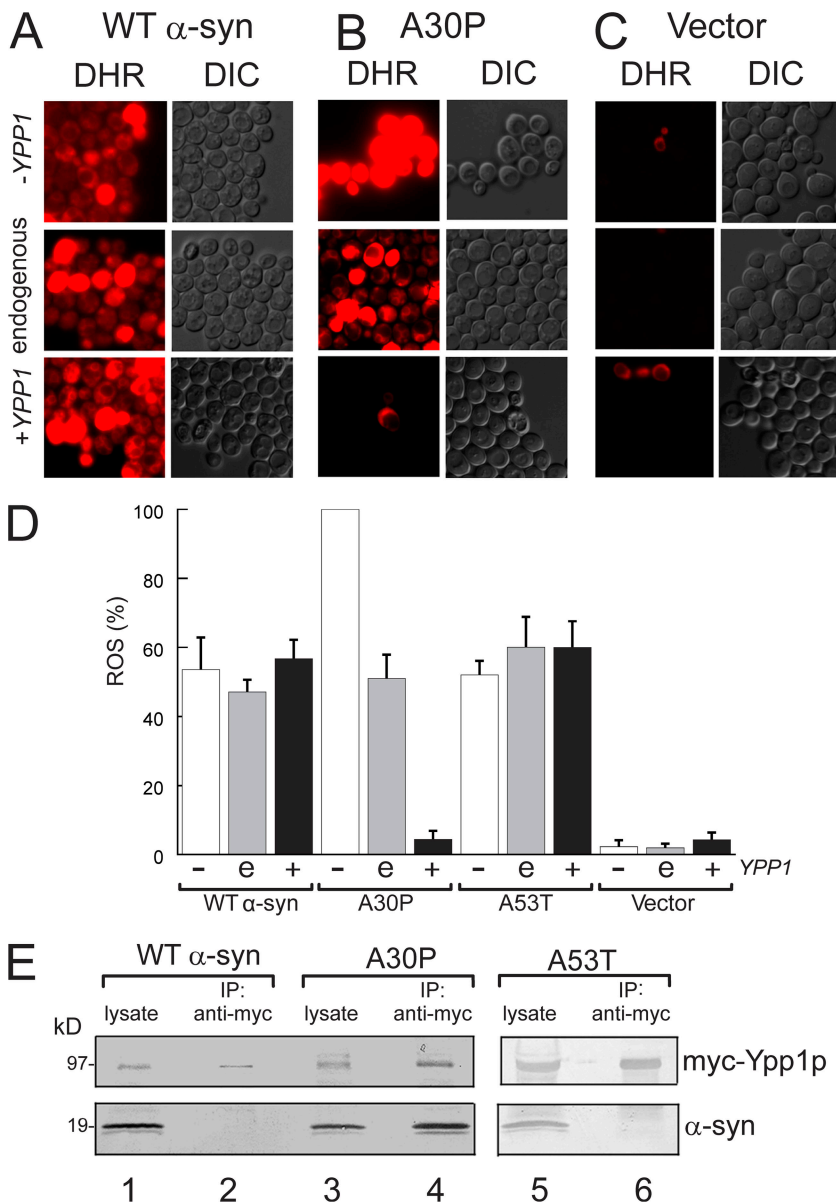 A WT α-syn B A30P C Vector
DHR DIC DHR DIC DHR DIC
-YPP1
endogenous
+YPP1
D
ROS (%)
100
80
60
40
20
0
- e + - e + - e + - e + YPP1
WT α-syn A30P A53T Vector
E WT α-syn A30P A53T
lysate IP: anti-myc lysate IP: anti-myc lysate IP: anti-myc
kD
97- myc-Ypp1p
19- α-syn
1 2 3 4 5 6